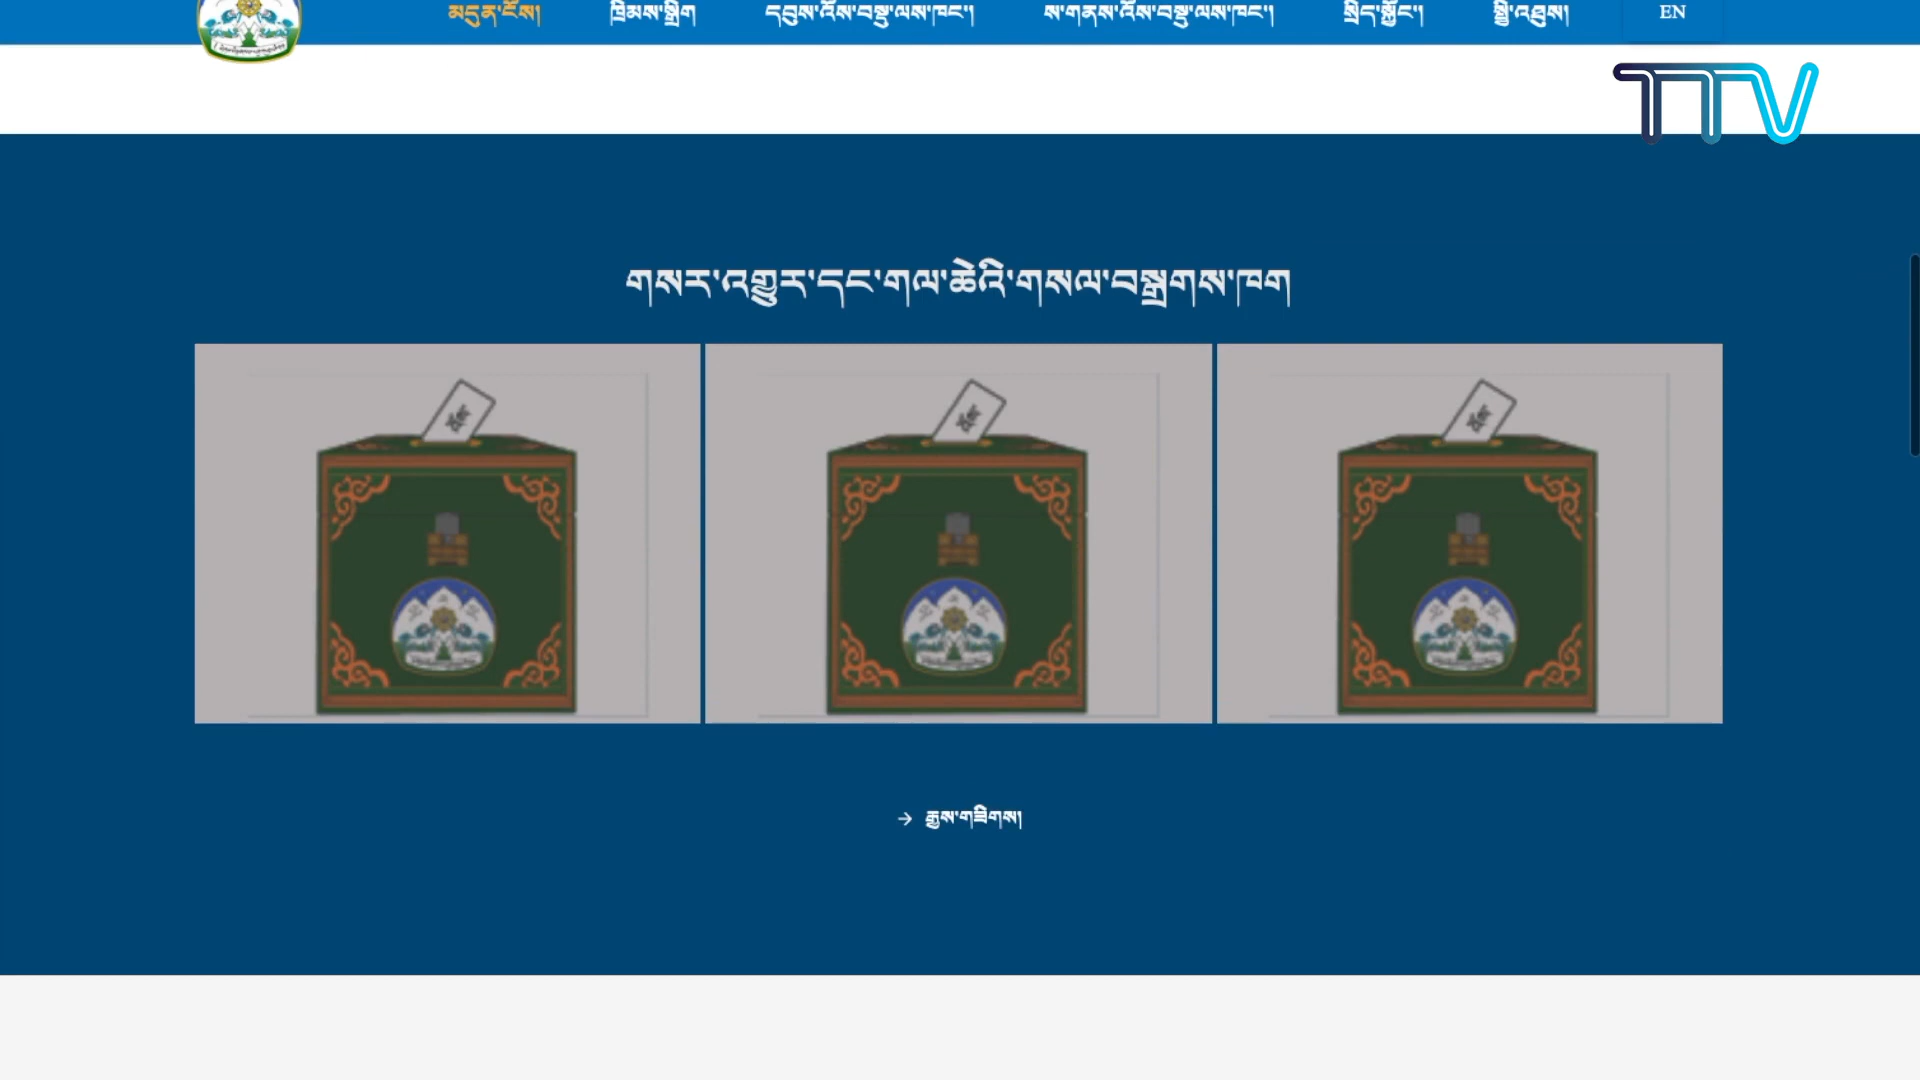 མདུན་ངོས།
ཁྲིམས་སྒྲིག
དབུས་འོས་བསྡུ་ལས་ཁང་།
ས་གནས་འོས་བསྡུ་ལས་ཁང་།
སྲིད་སྐྱོང་།
སྤྱི་འཐུས།
EN
TTV
གསར་འགྱུར་དང་གལ་ཆེའི་གསལ་བསྒྲགས་ཁག
རྒྱས་གཟིགས།